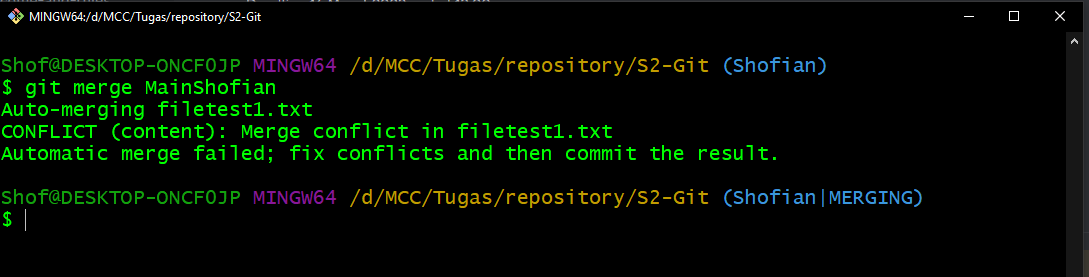 MINGW64:/d/MCC/Tugas/repository/S2-Git
Shof@DESKTOP-ONCF0JP MINGW64 /d/MCC/Tugas/repository/S2-Git (Shofian)
$ git merge MainShofian
Auto-merging filetest1.txt
CONFLICT (content): Merge conflict in filetest1.txt
Automatic merge failed; fix conflicts and then commit the result.
Shof@DESKTOP-ONCF0JP MINGW64 /d/MCC/Tugas/repository/S2-Git (Shofian|MERGING)
$